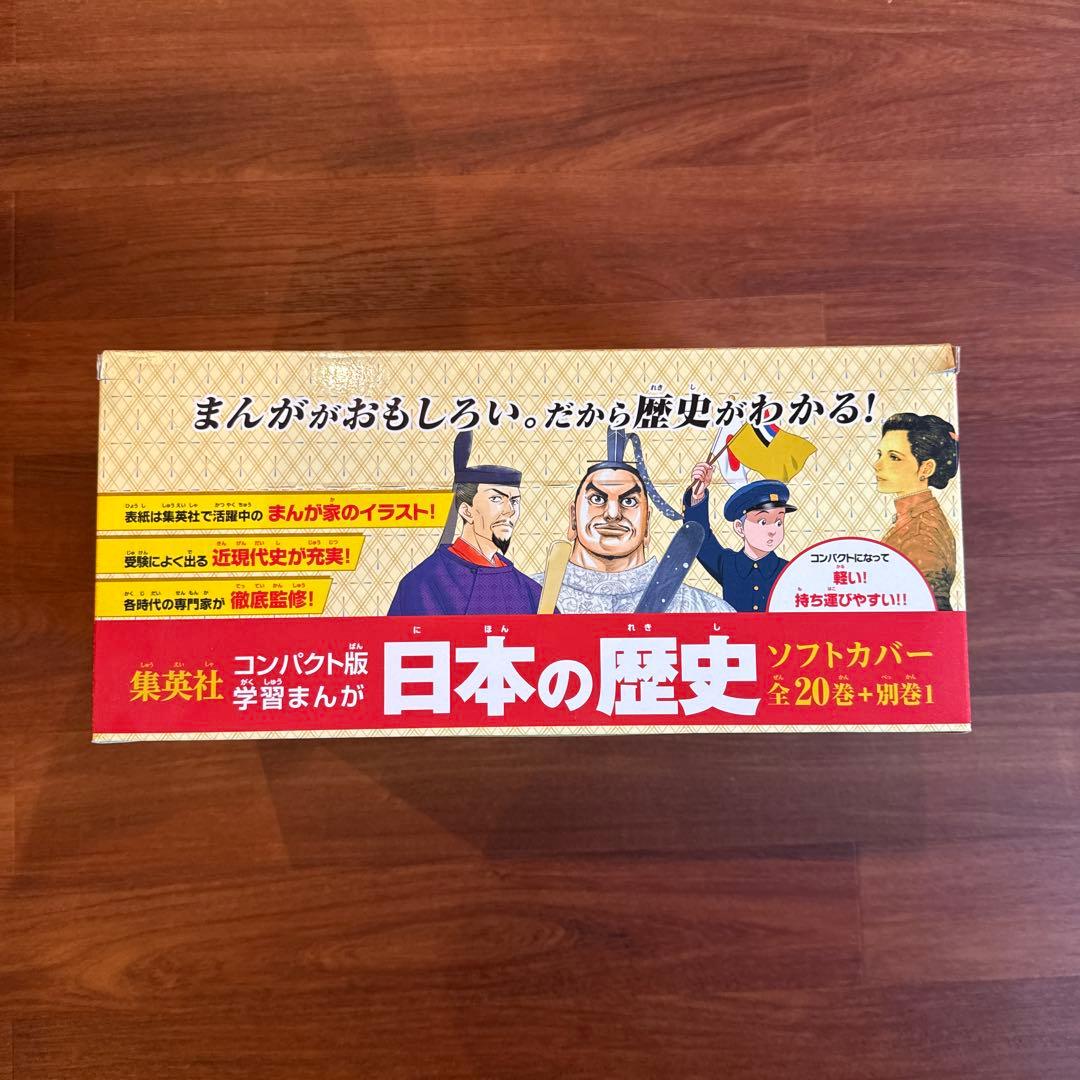 まんががおもしろい。だから歴史がわかる!
表紙は集英社で活躍中の まんが家のイラスト!
受験によく出る 近現代史が充実!
各時代の専門家が 徹底監修!
コンパクトになって
軽い!
持ち運びやすい!!
集英社
コンパクト版
学習まんが
日本の歴史
ソフトカバー
全20巻+別巻1